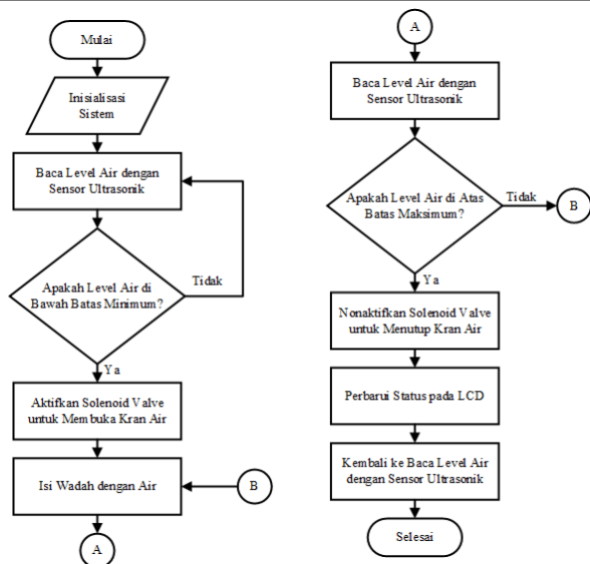 Mulai
Inisialisasi
Sistem
Baca Level Air dengan
Sensor Ultrasonik
Apakah Level Air di
Bawah Batas Minimum?
Tidak
Ya
Aktifkan Solenoid Valve
untuk Membuka Kran Air
Isi Wadah dengan Air
B
A
A
Baca Level Air dengan
Sensor Ultrasonik
Apakah Level Air di Atas
Batas Maksimum?
Tidak
B
Ya
Nonaktifkan Solenoid Valve
untuk Menutup Kran Air
Perbarui Status pada LCD
Kembali ke Baca Level Air
dengan Sensor Ultrasonik
Selesai